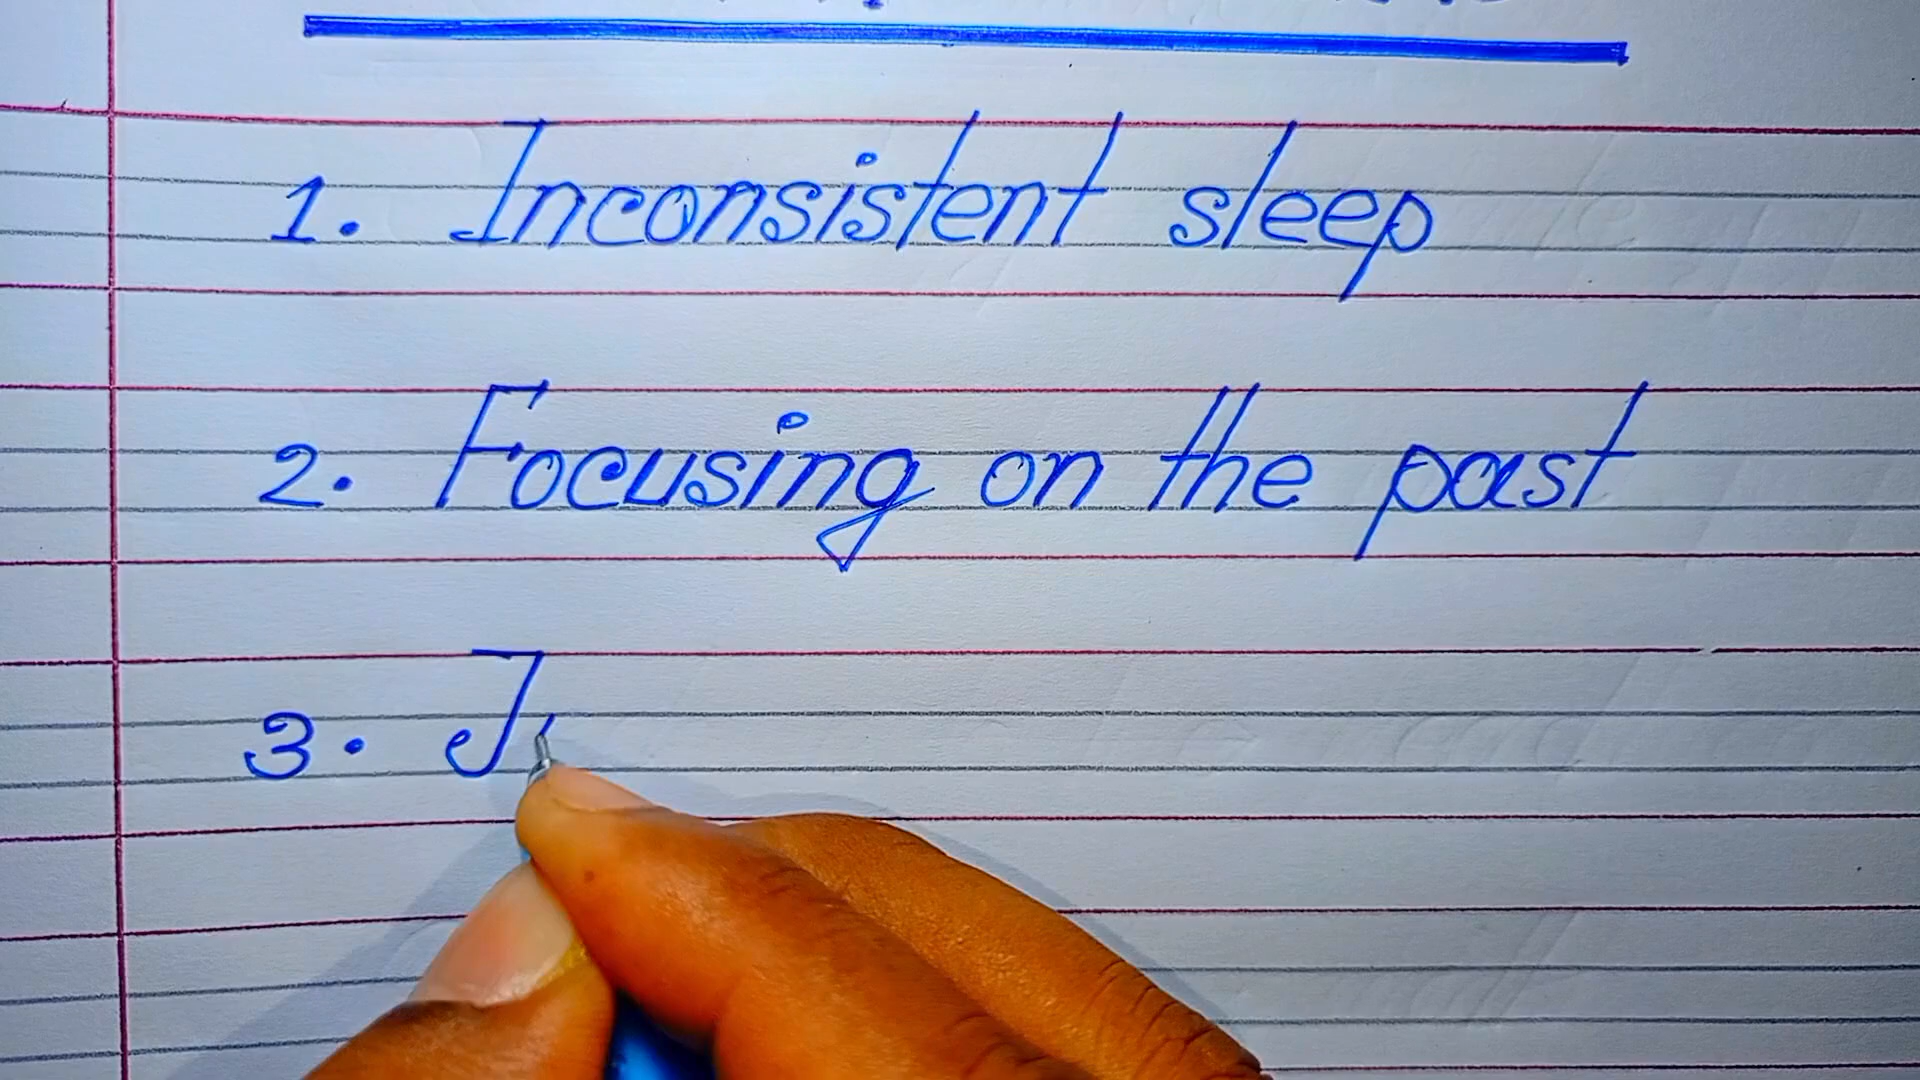 1. Inconsistent sleep
2. Focusing on the past
3. J